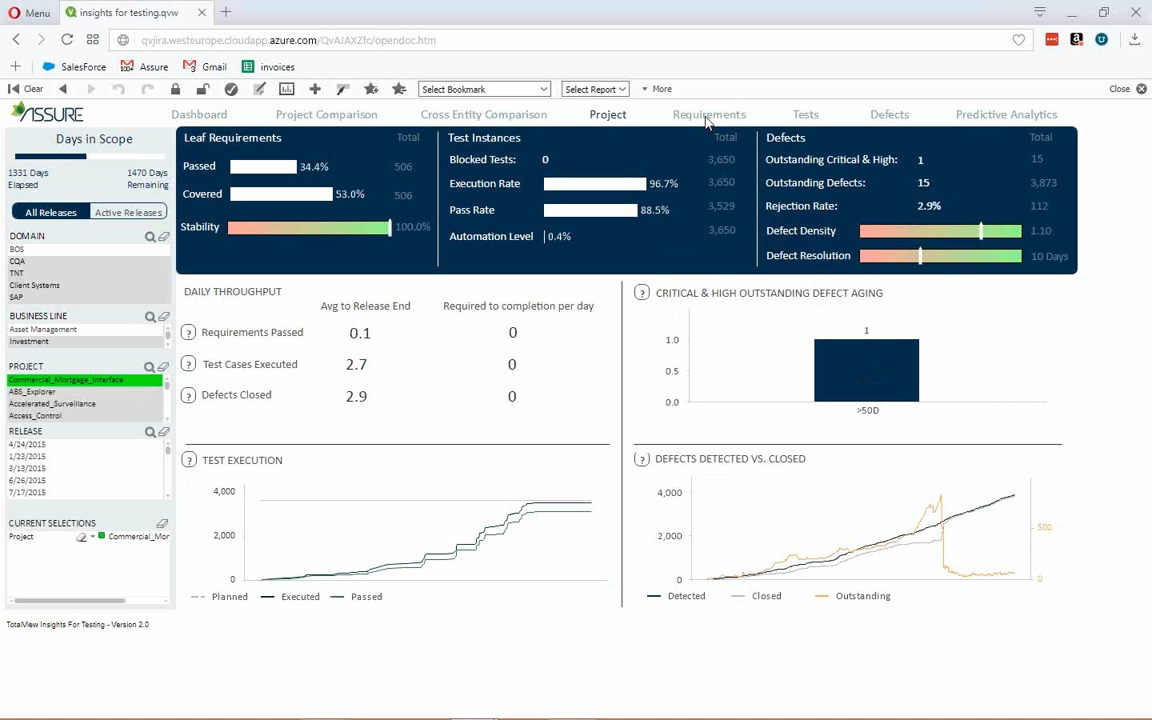 Menu
insights for testing.qvw
qvjira.westeurope.cloudapp.azure.com/QvAJAXZfc/opendoc.htm
SalesForce 100+ Assure Gmail invoices
Clear Select Bookmark Select Report More Close
ASSURE
Dashboard Project Comparison Cross Entity Comparison Project Requirements Tests Defects Predictive Analytics
Days in Scope
1331 Days 1470 Days
Elapsed Remaining
All Releases Active Releases
DOMAIN
BOS
CQA
TNT
Client Systems
SAP
BUSINESS LINE
Asset Management
Investment
PROJECT
Commercial_Mortgage_Interface
ABS_Explorer
Accelerated_Surveillance
Access_Control
RELEASE
4/24/2015
1/23/2015
3/13/2015
6/26/2015
7/17/2015
CURRENT SELECTIONS
Project Commercial_Mor
TotalView Insights For Testing - Version 2.0
Leaf Requirements Total
Passed 34.4% 506
Covered 53.0% 506
Stability 100.0%
Test Instances Total
Blocked Tests: 0 3,650
Execution Rate 96.7% 3,650
Pass Rate 88.5% 3,529
Automation Level 0.4% 3,650
Defects Total
Outstanding Critical & High: 1 15
Outstanding Defects: 15 3,873
Rejection Rate: 2.9% 112
Defect Density 1.10
Defect Resolution 10 Days
DAILY THROUGHPUT
Avg to Release End Required to completion per day
? Requirements Passed 0.1 0
? Test Cases Executed 2.7 0
? Defects Closed 2.9 0
? CRITICAL & HIGH OUTSTANDING DEFECT AGING
1
1.0
0.5
0.0
>50D
? TEST EXECUTION
4,000
2,000
0
Planned Executed Passed
? DEFECTS DETECTED VS. CLOSED
4,000
2,000 500
0 0
Detected Closed Outstanding